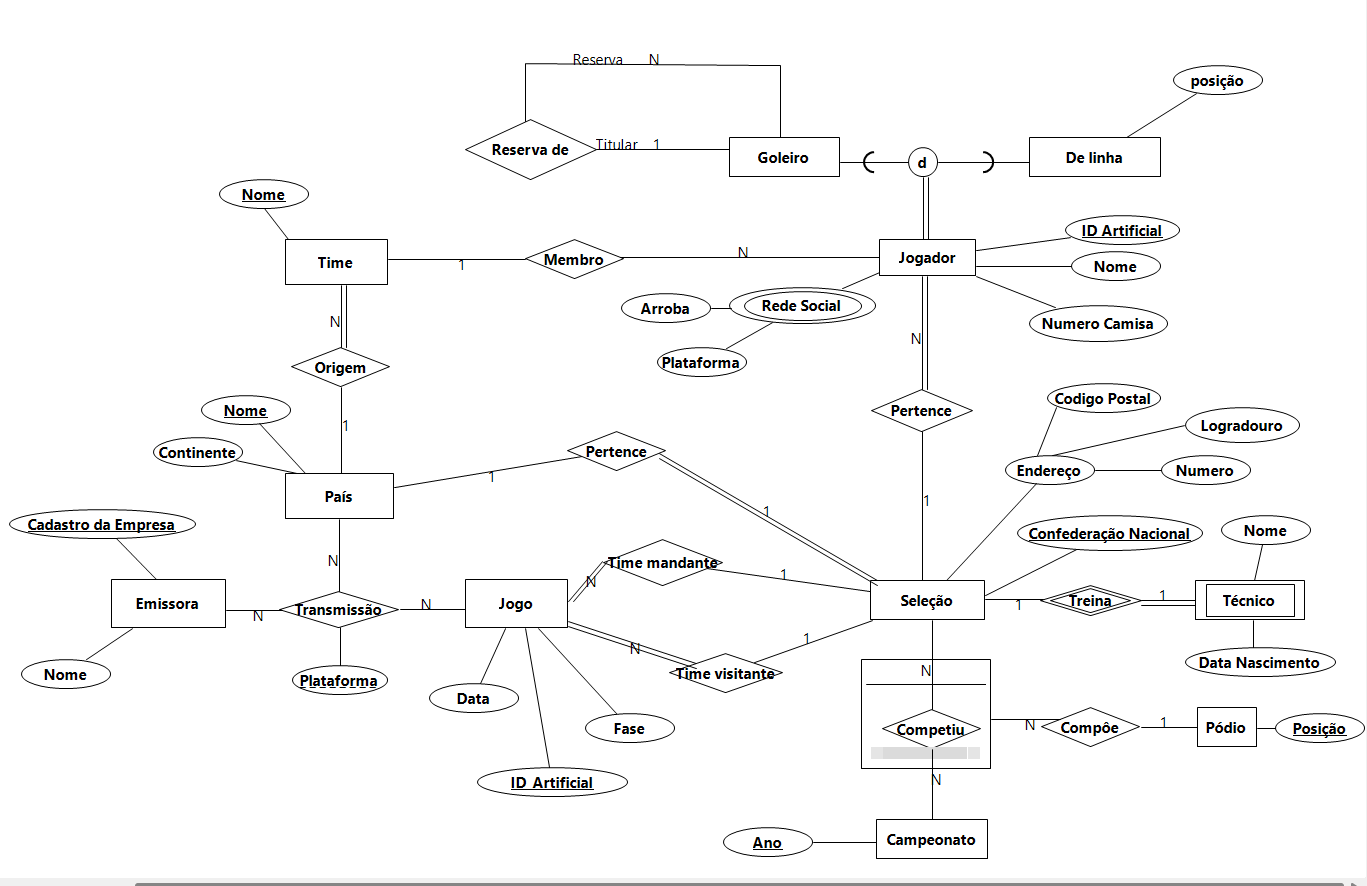 Reserva N
posição
Reserva de
Titular 1
Goleiro
d
De linha
Nome
ID Artificial
Time
1
Membro
N
Jogador
Nome
Arroba
Rede Social
Numero Camisa
N
N
Plataforma
Origem
Codigo Postal
Nome
1
Pertence
Logradouro
Continente
Pertence
Endereço
Numero
1
País
1
1
Cadastro da Empresa
Confederação Nacional
Nome
N
Time mandante
N
1
Emissora
N
Transmissão
N
Jogo
Seleção
1
Treina
1
Técnico
N
1
Nome
Plataforma
Time visitante
N
Data Nascimento
Data
Fase
Competiu
N
Compõe
1
Pódio
Posição
ID Artificial
N
Ano
Campeonato